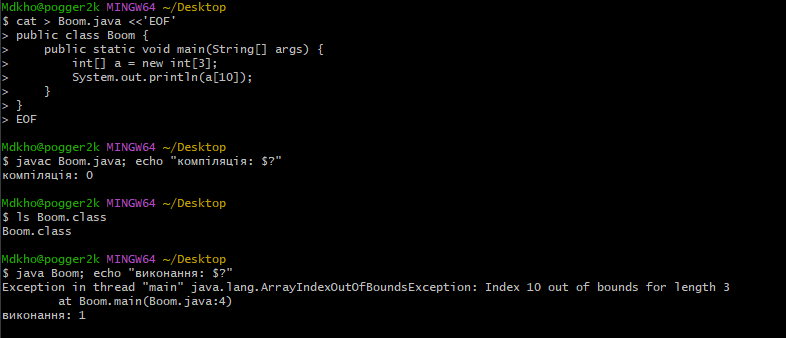 Mdkho@pogger2k MINGW64 ~/Desktop
$ cat > Boom.java <<'EOF'
> public class Boom {
>     public static void main(String[] args) {
>         int[] a = new int[3];
>         System.out.println(a[10]);
>     }
> }
> EOF

Mdkho@pogger2k MINGW64 ~/Desktop
$ javac Boom.java; echo "компіляція: $?"
компіляція: 0

Mdkho@pogger2k MINGW64 ~/Desktop
$ ls Boom.class
Boom.class

Mdkho@pogger2k MINGW64 ~/Desktop
$ java Boom; echo "виконання: $?"
Exception in thread "main" java.lang.ArrayIndexOutOfBoundsException: Index 10 out of bounds for length 3
        at Boom.main(Boom.java:4)
виконання: 1